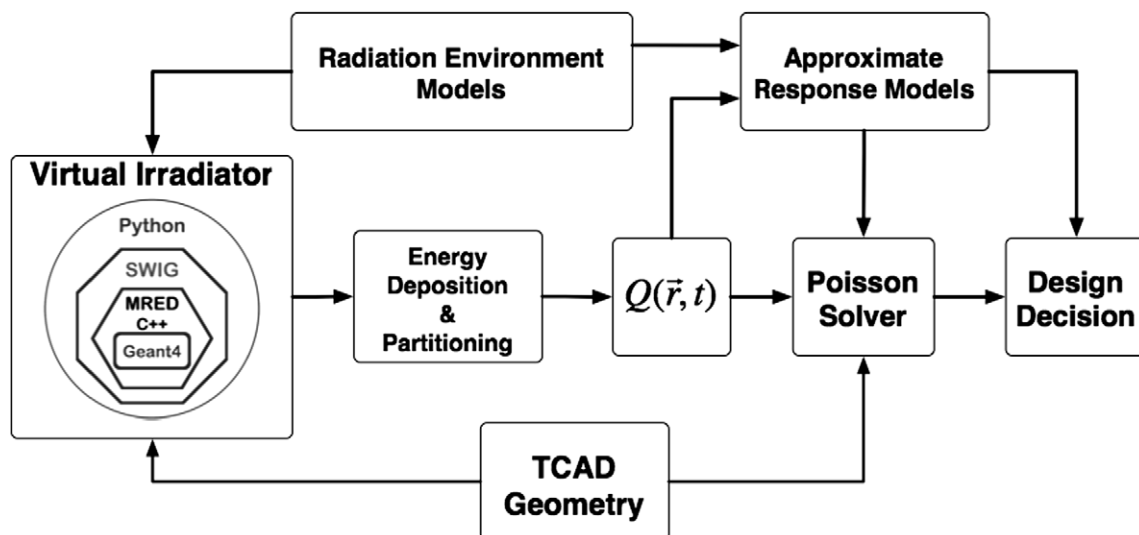 Radiation Environment
Models
Approximate
Response Models
Virtual Irradiator
Python
SWIG
MRED
C++
Geant4
Energy
Deposition
&
Partitioning
Q(r⃗, t)
Poisson
Solver
Design
Decision
TCAD
Geometry